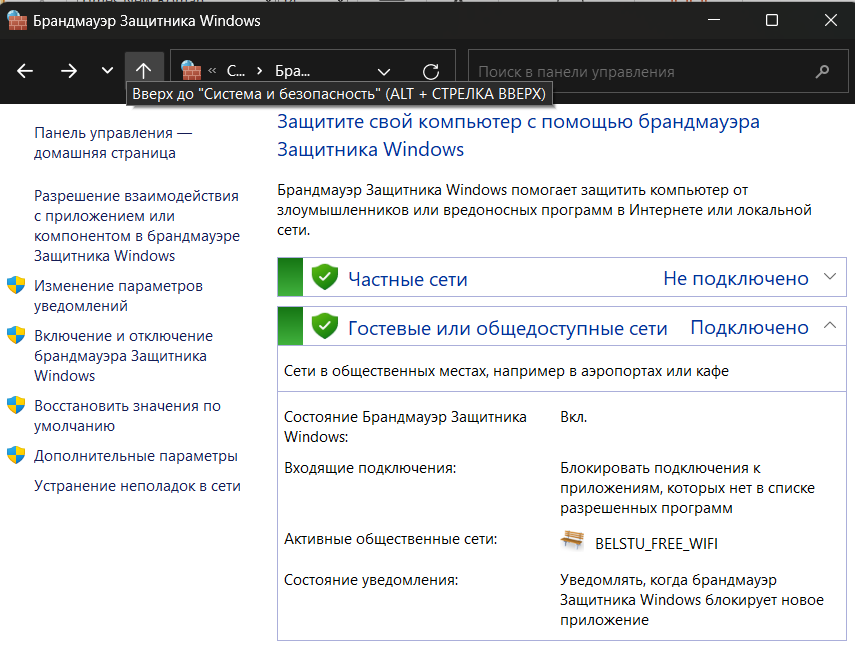 Брандмауэр Защитника Windows
« С... › Бра...
Поиск в панели управления
Вверх до "Система и безопасность" (ALT + СТРЕЛКА ВВЕРХ)
Панель управления —
домашняя страница
Разрешение взаимодействия
с приложением или
компонентом в брандмауэре
Защитника Windows
Изменение параметров
уведомлений
Включение и отключение
брандмауэра Защитника
Windows
Восстановить значения по
умолчанию
Дополнительные параметры
Устранение неполадок в сети
Защитите свой компьютер с помощью брандмауэра
Защитника Windows
Брандмауэр Защитника Windows помогает защитить компьютер от
злоумышленников или вредоносных программ в Интернете или локальной
сети.
Частные сети Не подключено
Гостевые или общедоступные сети Подключено
Сети в общественных местах, например в аэропортах или кафе
Состояние Брандмауэр Защитника Вкл.
Windows:
Входящие подключения: Блокировать подключения к
приложениям, которых нет в списке
разрешенных программ
Активные общественные сети: BELSTU_FREE_WIFI
Состояние уведомления: Уведомлять, когда брандмауэр
Защитника Windows блокирует новое
приложение